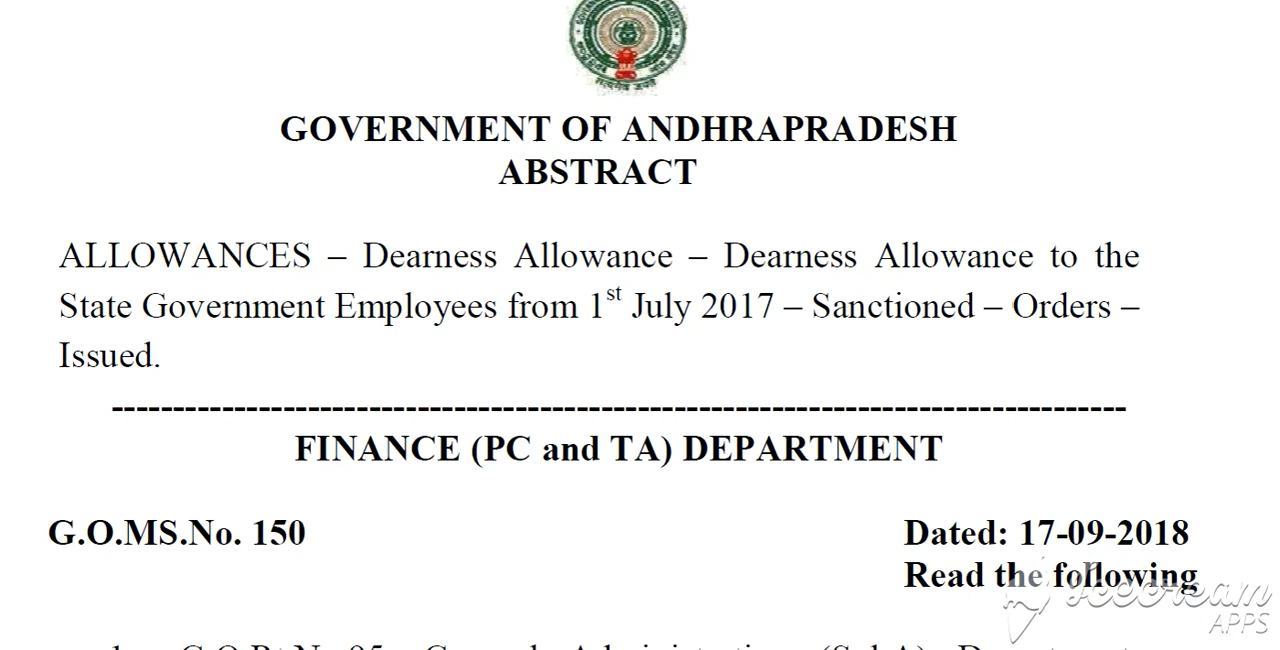 GOVERNMENT OF ANDHRAPRADESH
ABSTRACT
ALLOWANCES – Dearness Allowance – Dearness Allowance to the
State Government Employees from 1st July 2017 – Sanctioned – Orders –
Issued.
--------------------------------------------------------------------------------------
FINANCE (PC and TA) DEPARTMENT
G.O.MS.No. 150
Dated: 17-09-2018
Read the following
Icecream
APPS